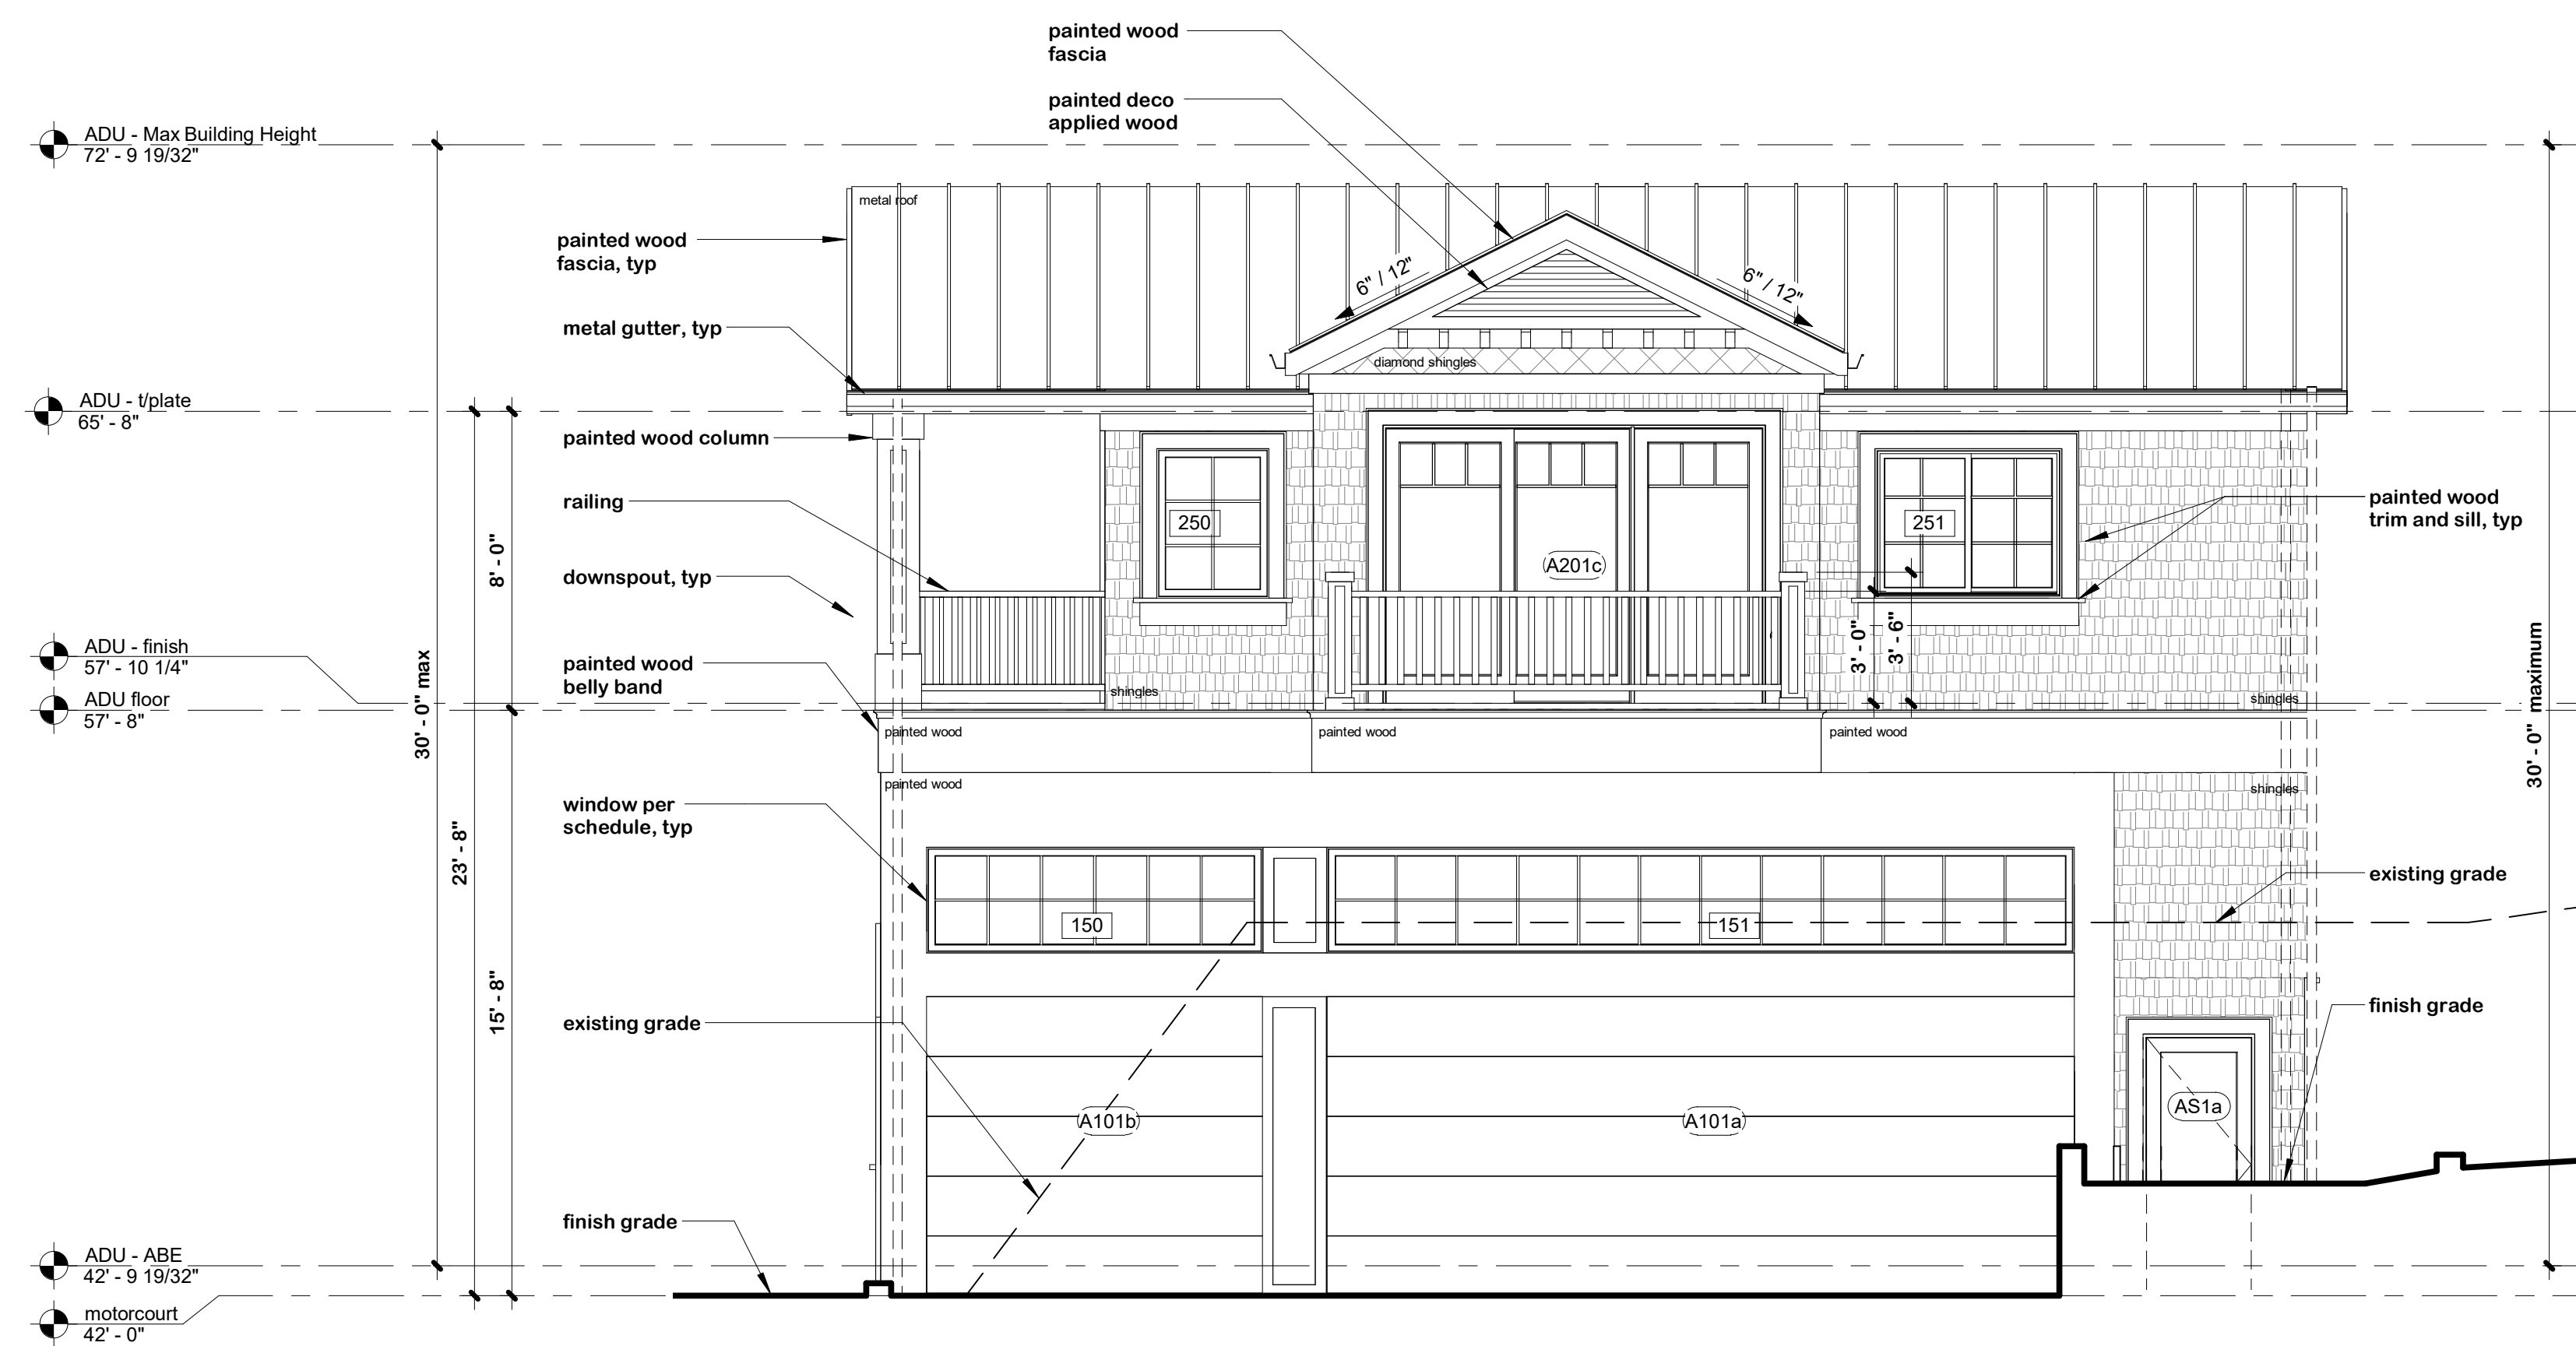 painted wood
fascia
painted deco
applied wood
ADU - Max Building Height
72' - 9 19/32"
metal roof
painted wood
fascia, typ
6" / 12"
6" / 12"
metal gutter, typ
diamond shingles
ADU - t/plate
65' - 8"
painted wood column
railing
250
251
painted wood
trim and sill, typ
8' - 0"
downspout, typ
A201c
ADU - finish
57' - 10 1/4"
30' - 0" max
painted wood
belly band
3' - 0"
3' - 6"
30' - 0" maximum
shingles
shingles
ADU floor
57' - 8"
painted wood
painted wood
painted wood
painted wood
shingles
window per
schedule, typ
23' - 8"
existing grade
150
151
15' - 8"
existing grade
finish grade
A101b
A101a
AS1a
finish grade
ADU - ABE
42' - 9 19/32"
motorcourt
42' - 0"